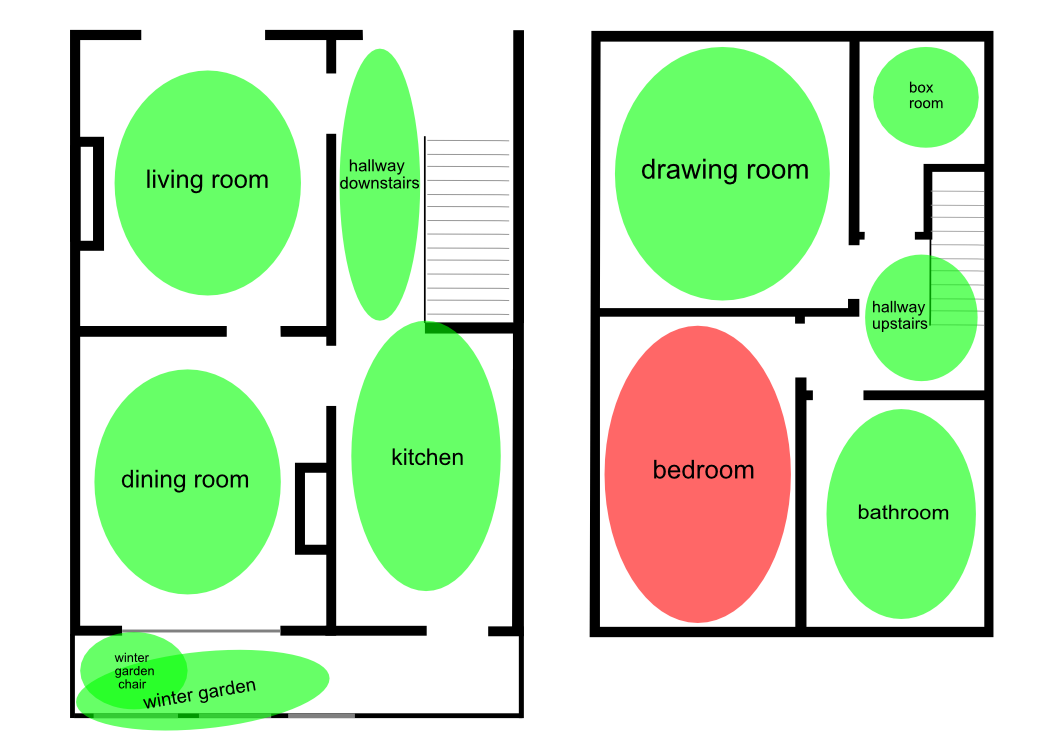 living room
hallway
downstairs
dining room
kitchen
winter
garden
chair
winter garden
drawing room
box
room
hallway
upstairs
bedroom
bathroom